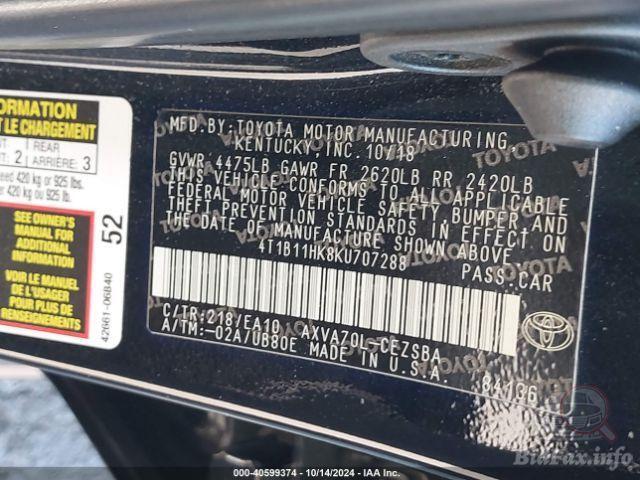 FORMATION
LE CHARGEMENT
REAR
2 ARRIÈRE: 3
ceed 420 kg or 925 lbs.
420 kg ou 925 lb.
SEE OWNER'S
MANUAL FOR
ADDITIONAL
INFORMATION
VOIR LE MANUEL
DE L'USAGER
POUR PLUS DE
RENSEIGNEMENTS
52
42661-06B40
MFD. BY: TOYOTA MOTOR MANUFACTURING,
KENTUCKY, INC. 10/18
GVWR 4475LB GAWR FR 2620LB RR 2420LB
THIS VEHICLE CONFORMS TO ALL APPLICABLE
FEDERAL MOTOR VEHICLE SAFETY, BUMPER AND
THEFT PREVENTION STANDARDS IN EFFECT ON
THE DATE OF MANUFACTURE SHOWN ABOVE.
4T1B11HK8KU707288 PASS.CAR
C/TR:218/EA10 AXVA70L-CEZSBA
A/TM:-02A/UB80E MADE IN U.S.A.
84136
TOYOTA
000-40599374 | 10/14/2024 | IAA Inc.
BidFax.info